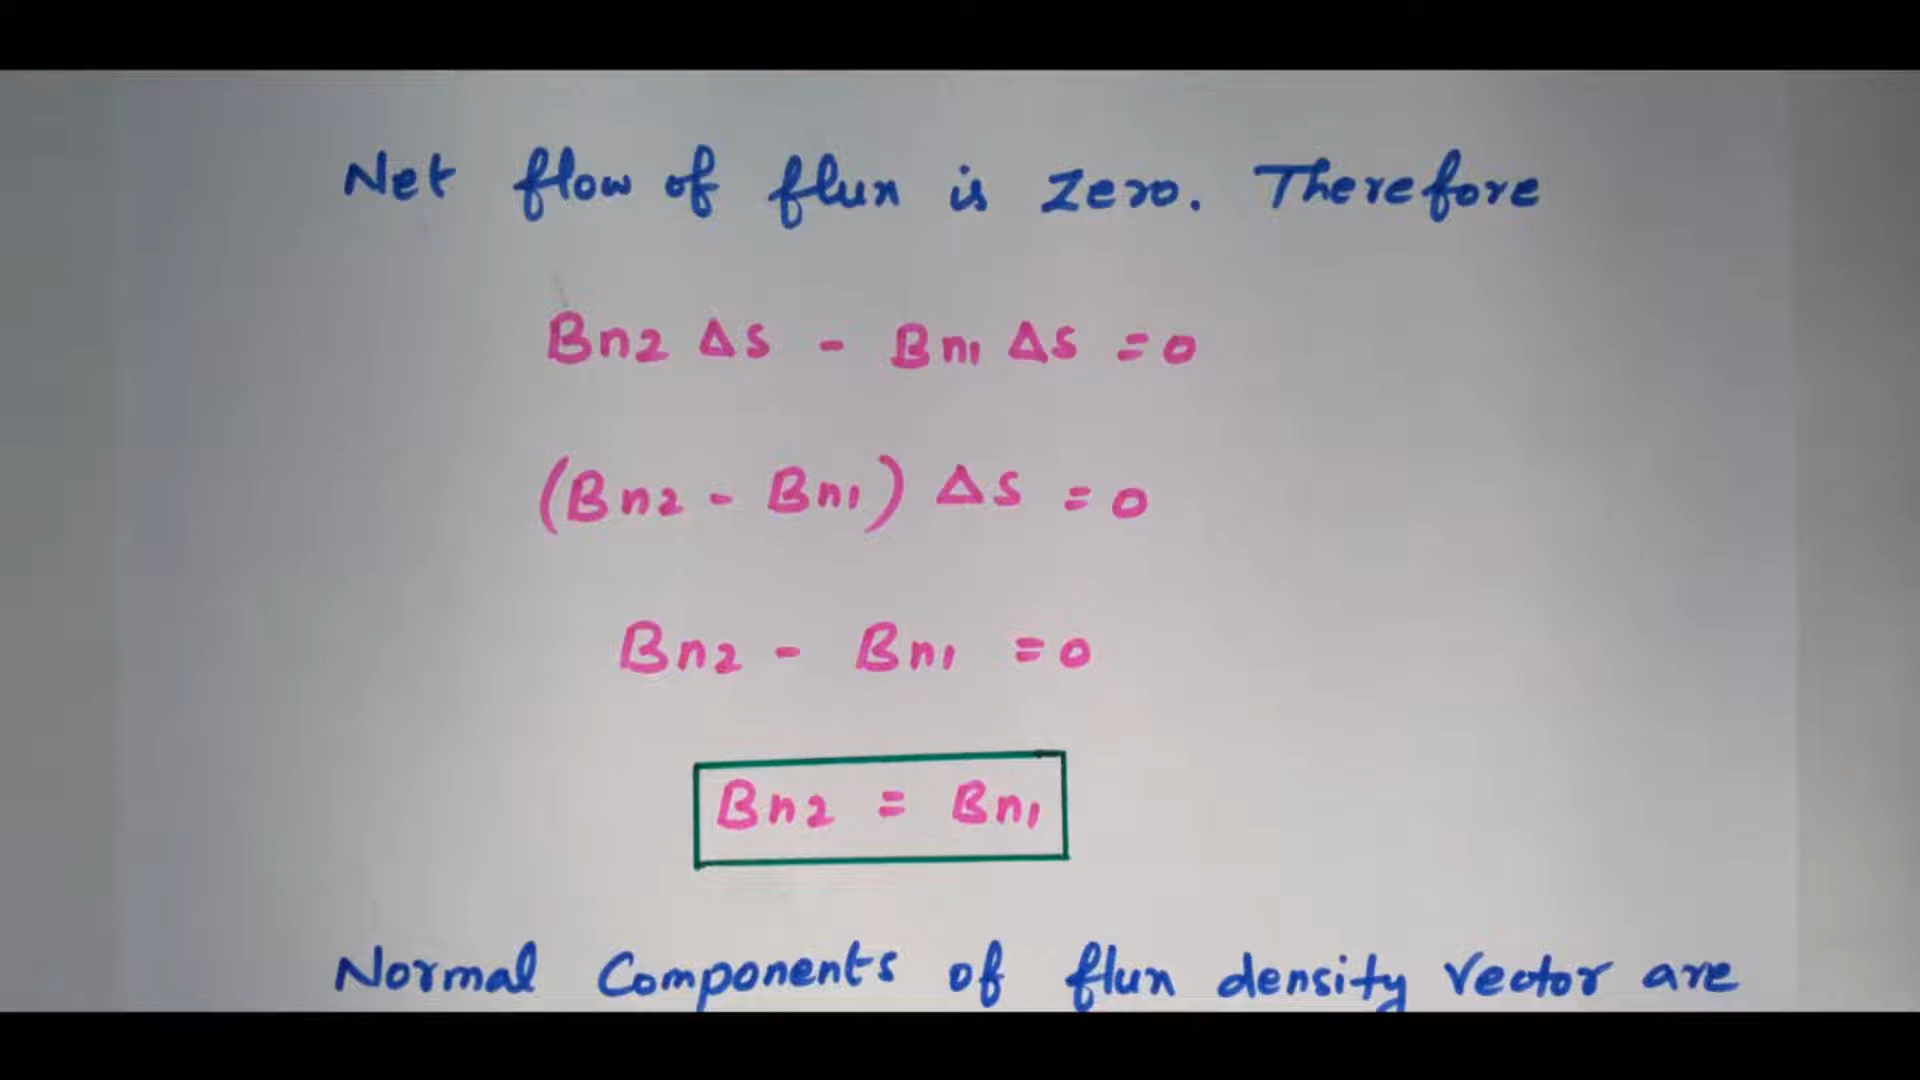 Net flow of flux is zero. Therefore
Bn2 ΔS - Bn1 ΔS = 0
(Bn2 - Bn1) ΔS = 0
Bn2 - Bn1 = 0
Bn2 = Bn1
Normal Components of flux density vector are